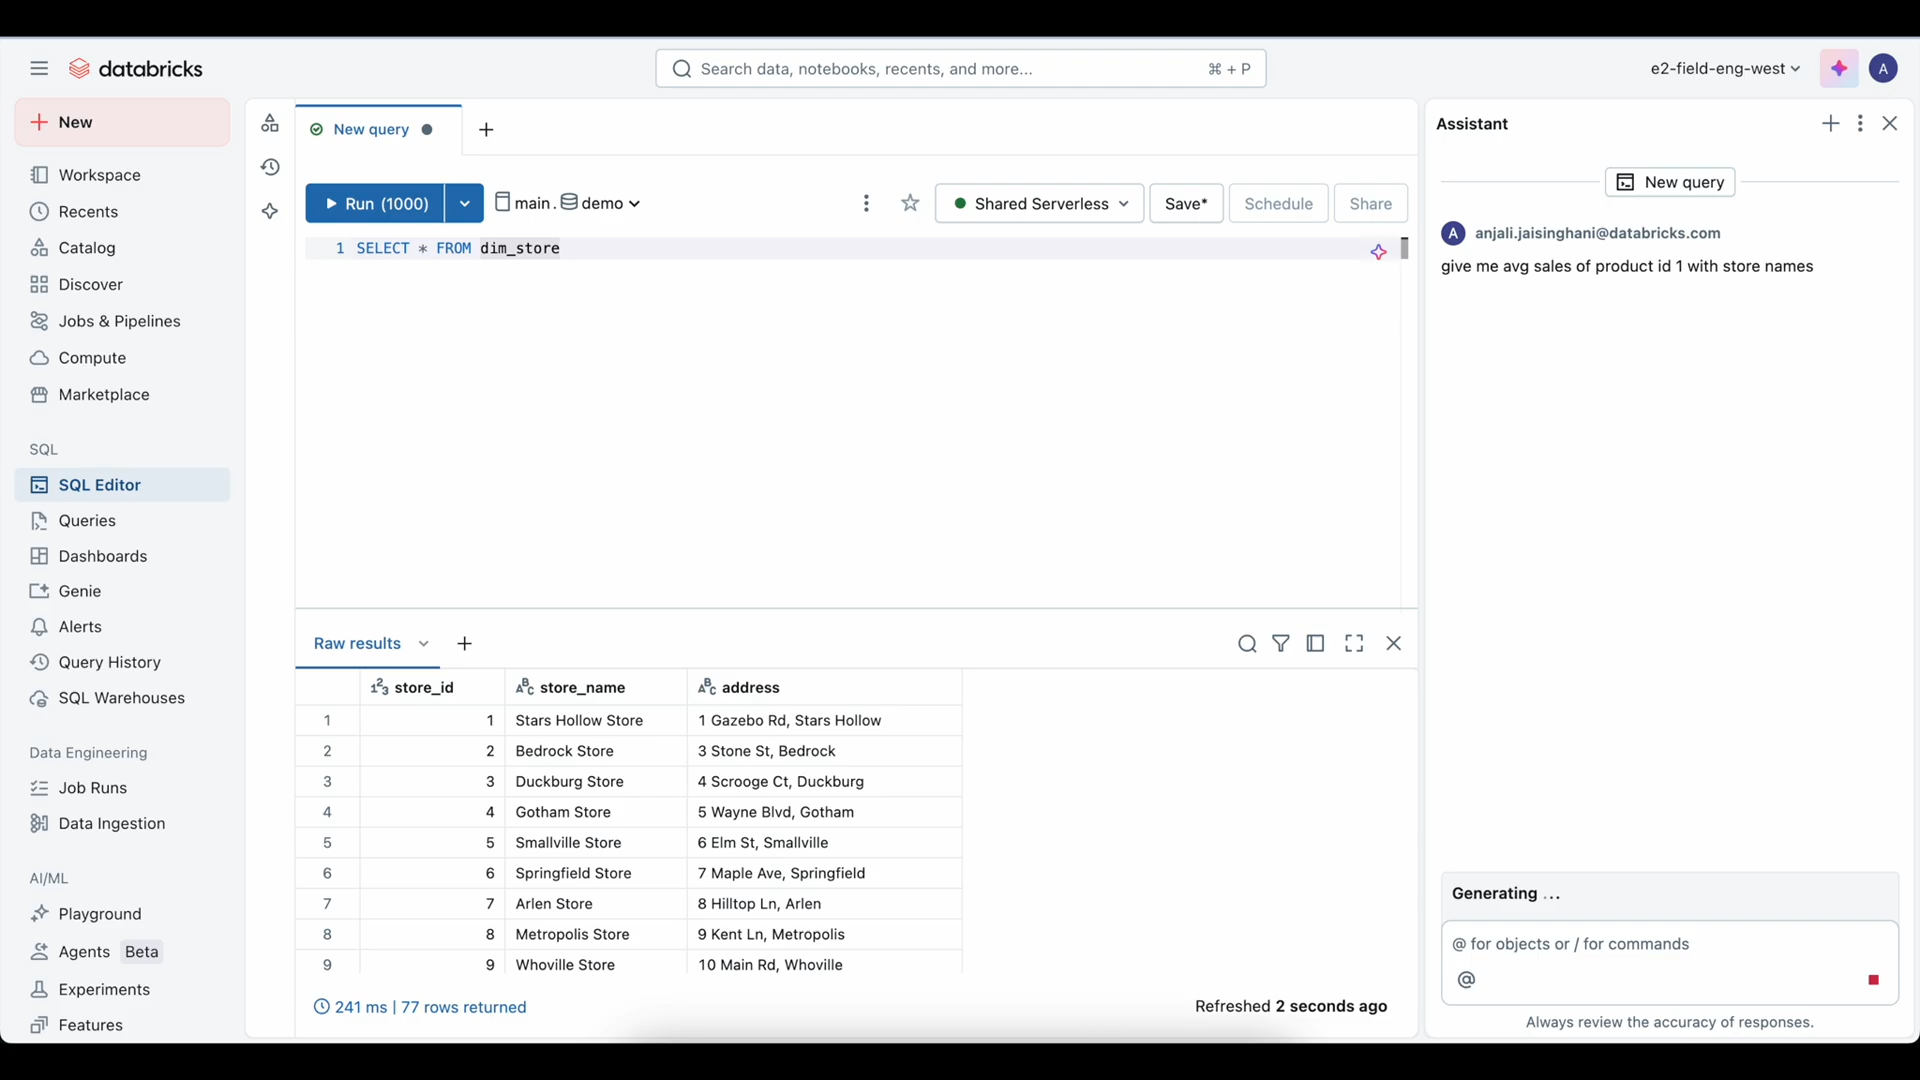 databricks
Search data, notebooks, recents, and more...
⌘ + P
e2-field-eng-west
A
New
Workspace
Recents
Catalog
Discover
Jobs & Pipelines
Compute
Marketplace
SQL
SQL Editor
Queries
Dashboards
Genie
Alerts
Query History
SQL Warehouses
Data Engineering
Job Runs
Data Ingestion
AI/ML
Playground
Agents Beta
Experiments
Features
New query
Run (1000)
main. demo
Shared Serverless
Save*
Schedule
Share
1 SELECT * FROM dim_store
Raw results
store_id store_name address
1 1 Stars Hollow Store 1 Gazebo Rd, Stars Hollow
2 2 Bedrock Store 3 Stone St, Bedrock
3 3 Duckburg Store 4 Scrooge Ct, Duckburg
4 4 Gotham Store 5 Wayne Blvd, Gotham
5 5 Smallville Store 6 Elm St, Smallville
6 6 Springfield Store 7 Maple Ave, Springfield
7 7 Arlen Store 8 Hilltop Ln, Arlen
8 8 Metropolis Store 9 Kent Ln, Metropolis
9 9 Whoville Store 10 Main Rd, Whoville
241 ms | 77 rows returned
Refreshed 2 seconds ago
Assistant
New query
A anjali.jaisinghani@databricks.com
give me avg sales of product id 1 with store names
Generating ...
@ for objects or / for commands
@
Always review the accuracy of responses.